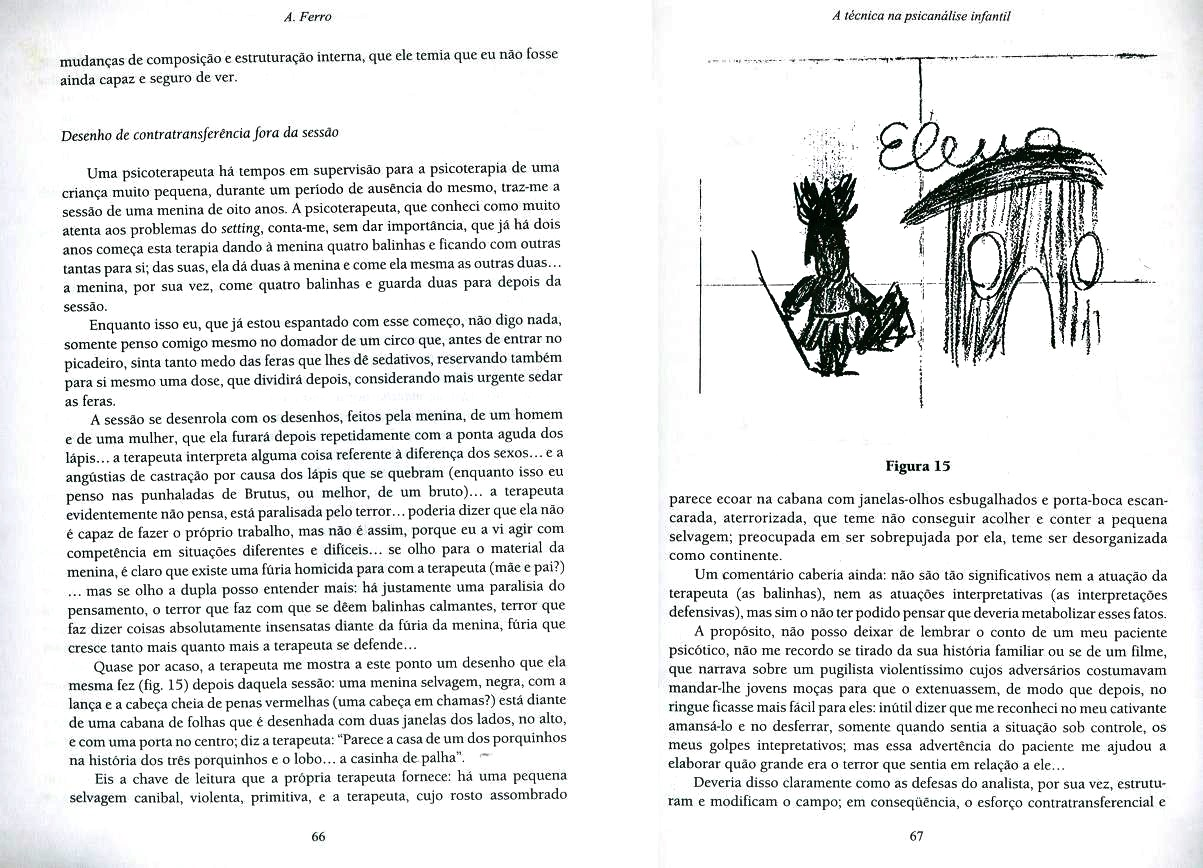 A. Ferro
mudanças de composição e estruturação interna, que ele temia que eu não fosse
ainda capaz e seguro de ver.
Desenho de contratransferência fora da sessão
Uma psicoterapeuta há tempos em supervisão para a psicoterapia de uma
criança muito pequena, durante um período de ausência do mesmo, traz-me a
sessão de uma menina de oito anos. A psicoterapeuta, que conheci como muito
atenta aos problemas do setting, conta-me, sem dar importância, que já há dois
anos começa esta terapia dando à menina quatro balinhas e ficando com outras
tantas para si; das suas, ela dá duas à menina e come ela mesma as outras duas...
a menina, por sua vez, come quatro balinhas e guarda duas para depois da
sessão.
Enquanto isso eu, que já estou espantado com esse começo, não digo nada,
somente penso comigo mesmo no domador de um circo que, antes de entrar no
picadeiro, sinta tanto medo das feras que lhes dê sedativos, reservando também
para si mesmo uma dose, que dividirá depois, considerando mais urgente sedar
as feras.
A sessão se desenrola com os desenhos, feitos pela menina, de um homem
e de uma mulher, que ela furará depois repetidamente com a ponta aguda dos
lápis... a terapeuta interpreta alguma coisa referente à diferença dos sexos... e a
angústias de castração por causa dos lápis que se quebram (enquanto isso eu
penso nas punhaladas de Brutus, ou melhor, de um bruto)... a terapeuta
evidentemente não pensa, está paralisada pelo terror... poderia dizer que ela não
é capaz de fazer o próprio trabalho, mas não é assim, porque eu a vi agir com
competência em situações diferentes e difíceis... se olho para o material da
menina, é claro que existe uma fúria homicida para com a terapeuta (mãe e pai?)
... mas se olho a dupla posso entender mais: há justamente uma paralisia do
pensamento, o terror que faz com que se dêem balinhas calmantes, terror que
faz dizer coisas absolutamente insensatas diante da fúria da menina, fúria que
cresce tanto mais quanto mais a terapeuta se defende...
Quase por acaso, a terapeuta me mostra a este ponto um desenho que ela
mesma fez (fig. 15) depois daquela sessão: uma menina selvagem, negra, com a
lança e a cabeça cheia de penas vermelhas (uma cabeça em chamas?) está diante
de uma cabana de folhas que é desenhada com duas janelas dos lados, no alto,
e com uma porta no centro; diz a terapeuta: “Parece a casa de um dos porquinhos
na história dos três porquinhos e o lobo... a casinha de palha”.
Eis a chave de leitura que a própria terapeuta fornece: há uma pequena
selvagem canibal, violenta, primitiva, e a terapeuta, cujo rosto assombrado
66
A técnica na psicanálise infantil
Elena
Figura 15
parece ecoar na cabana com janelas-olhos esbugalhados e porta-boca escan-
carada, aterrorizada, que teme não conseguir acolher e conter a pequena
selvagem; preocupada em ser sobrepujada por ela, teme ser desorganizada
como continente.
Um comentário caberia ainda: não são tão significativos nem a atuação da
terapeuta (as balinhas), nem as atuações interpretativas (as interpretações
defensivas), mas sim o não ter podido pensar que deveria metabolizar esses fatos.
A propósito, não posso deixar de lembrar o conto de um meu paciente
psicótico, não me recordo se tirado da sua história familiar ou se de um filme,
que narrava sobre um pugilista violentíssimo cujos adversários costumavam
mandar-lhe jovens moças para que o extenuassem, de modo que depois, no
ringue ficasse mais fácil para eles: inútil dizer que me reconheci no meu cativante
amansá-lo e no desferrar, somente quando sentia a situação sob controle, os
meus golpes intepretativos; mas essa advertência do paciente me ajudou a
elaborar quão grande era o terror que sentia em relação a ele...
Deveria disso claramente como as defesas do analista, por sua vez, estrutu-
ram e modificam o campo; em conseqüência, o esforço contratransferencial e
67